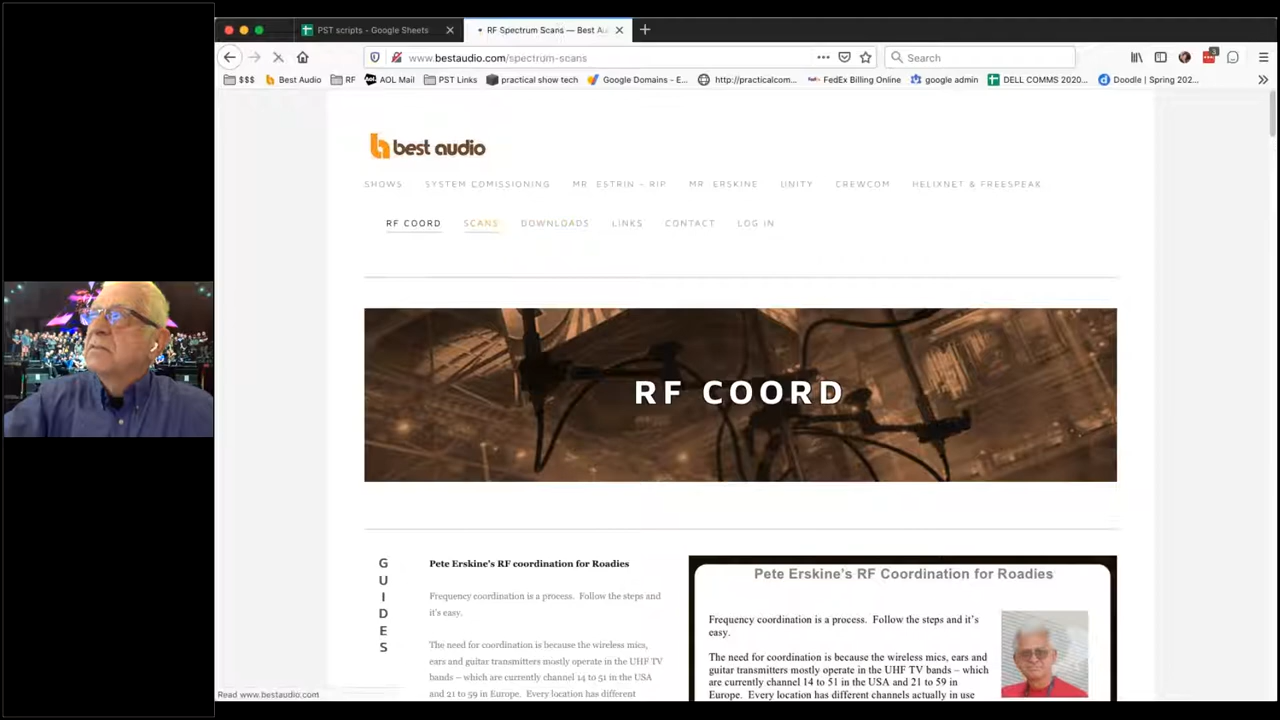 PST scripts - Google Sheets
RF Spectrum Scans — Best Au
www.bestaudio.com/spectrum-scans
Search
$$$
Best Audio
RF
AOL Mail
PST Links
practical show tech
Google Domains - E...
http://practicalcom...
FedEx Billing Online
google admin
DELL COMMS 2020...
Doodle | Spring 202...
3
best audio
SHOWS
SYSTEM COMISSIONING
MR ESTRIN – RIP
MR ERSKINE
UNITY
CREWCOM
HELIXNET & FREESPEAK
RF COORD
SCANS
DOWNLOADS
LINKS
CONTACT
LOG IN
RF COORD
GUIDES
Pete Erskine's RF coordination for Roadies
Frequency coordination is a process. Follow the steps and
it's easy.
The need for coordination is because the wireless mics,
ears and guitar transmitters mostly operate in the UHF TV
bands – which are currently channel 14 to 51 in the USA
and 21 to 59 in Europe. Every location has different
Pete Erskine's RF Coordination for Roadies
Frequency coordination is a process. Follow the steps and it's
easy.
The need for coordination is because the wireless mics, ears and
guitar transmitters mostly operate in the UHF TV bands – which
are currently channel 14 to 51 in the USA and 21 to 59 in
Europe. Every location has different channels actually in use
Read www.bestaudio.com